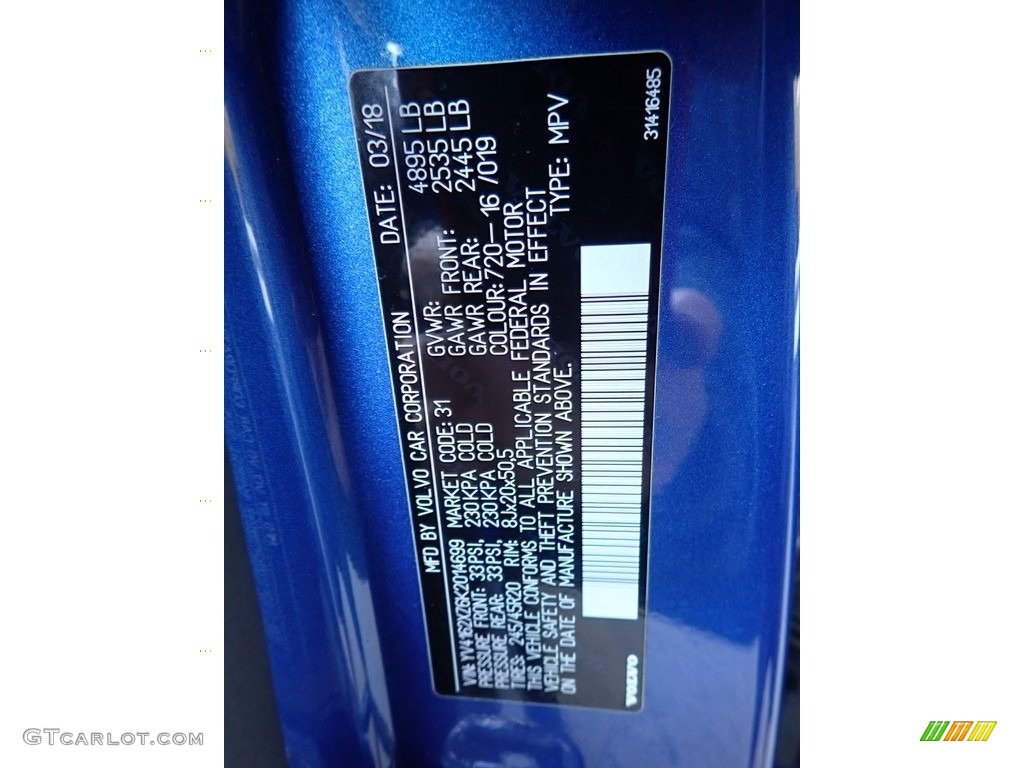 MFD BY VOLVO CAR CORPORATION DATE: 03/18
VIN: YV4162XZ6K2014699 MARKET CODE: 31 GVWR: 4895 LB
PRESSURE FRONT: 33PSI, 230KPA COLD GAWR FRONT: 2535 LB
PRESSURE REAR: 33PSI, 230KPA COLD GAWR REAR: 2445 LB
TIRES: 245/45R20 RIM: 8Jx20x50,5 COLOUR: 720-16 /019
THIS VEHICLE CONFORMS TO ALL APPLICABLE FEDERAL MOTOR
VEHICLE SAFETY AND THEFT PREVENTION STANDARDS IN EFFECT
ON THE DATE OF MANUFACTURE SHOWN ABOVE. TYPE: MPV
VOLVO 31416485
GTCARLOT.COM